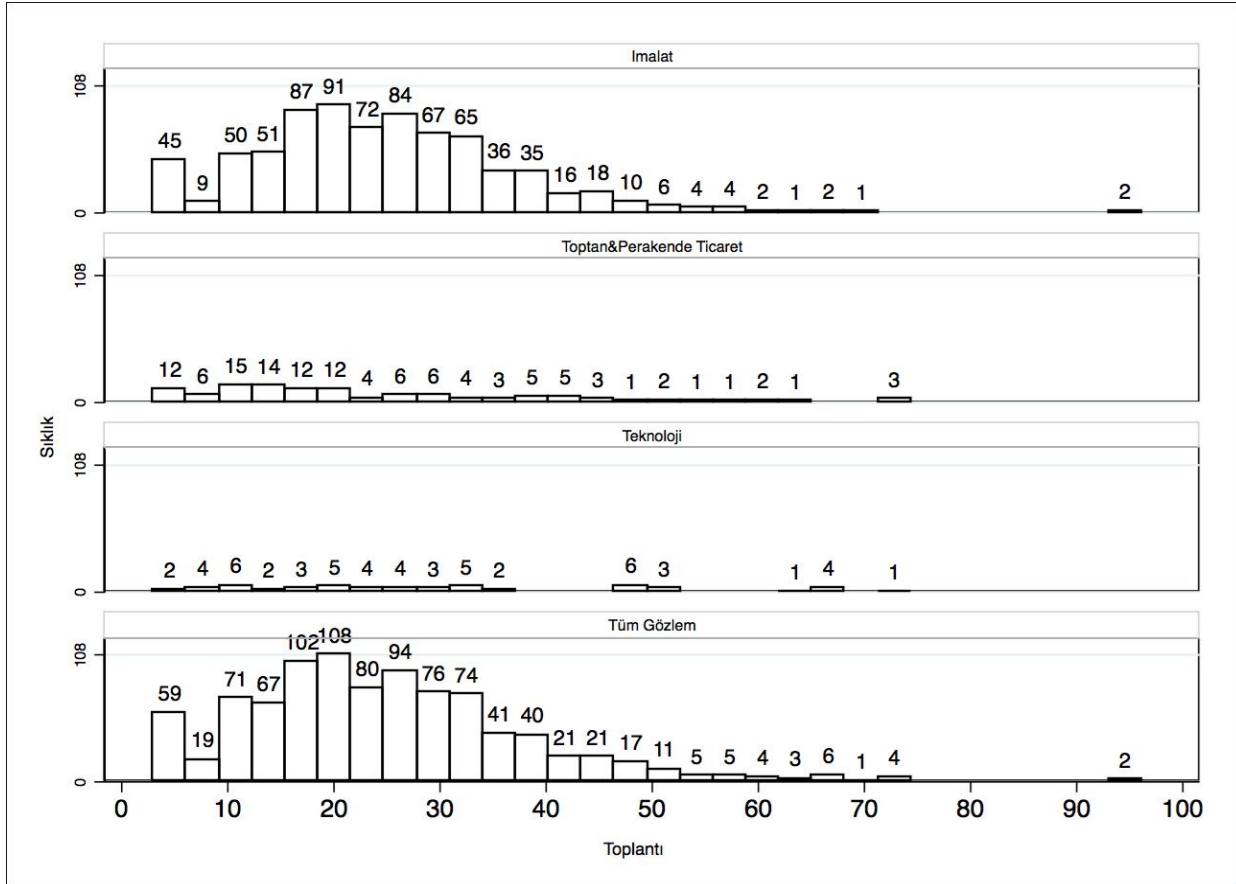 Imalat
108
0
45 9 50 51 87 91 72 84 67 65 36 35 16 18 10 6 4 4 2 1 2 1 2
Toptan&Perakende Ticaret
108
0
12 6 15 14 12 12 4 6 6 4 3 5 5 3 1 2 1 1 2 1 3
Sıklık
Teknoloji
108
0
2 4 6 2 3 5 4 4 3 5 2 6 3 1 4 1
Tüm Gözlem
108
0
59 19 71 67 102 108 80 94 76 74 41 40 21 21 17 11 5 5 4 3 6 1 4 2
0 10 20 30 40 50 60 70 80 90 100
Toplantı